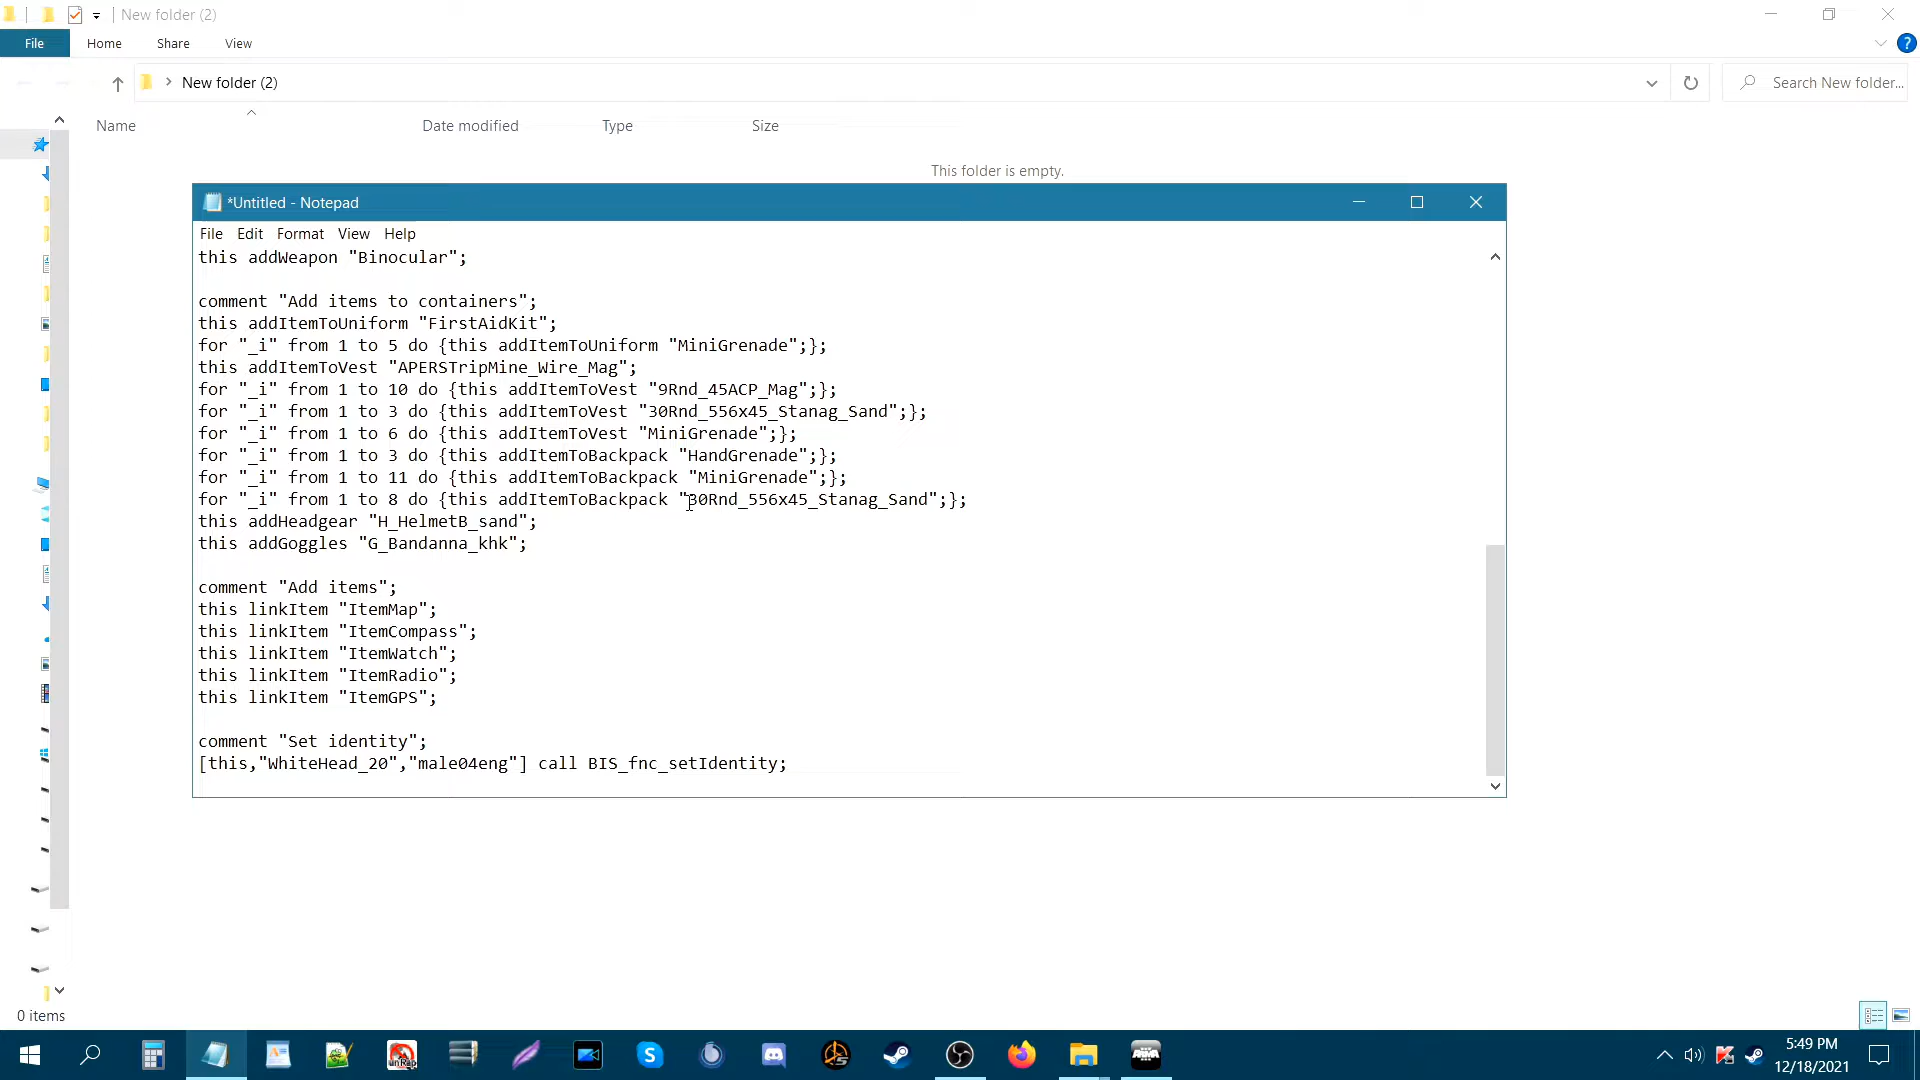 New folder (2)
File Home Share View
New folder (2)
Search New folder...
Name Date modified Type Size
This folder is empty.
*Untitled - Notepad
File Edit Format View Help
this addWeapon "Binocular";
comment "Add items to containers";
this addItemToUniform "FirstAidKit";
for "_i" from 1 to 5 do {this addItemToUniform "MiniGrenade";};
this addItemToVest "APERSTripMine_Wire_Mag";
for "_i" from 1 to 10 do {this addItemToVest "9Rnd_45ACP_Mag";};
for "_i" from 1 to 3 do {this addItemToVest "30Rnd_556x45_Stanag_Sand";};
for "_i" from 1 to 6 do {this addItemToVest "MiniGrenade";};
for "_i" from 1 to 3 do {this addItemToBackpack "HandGrenade";};
for "_i" from 1 to 11 do {this addItemToBackpack "MiniGrenade";};
for "_i" from 1 to 8 do {this addItemToBackpack "30Rnd_556x45_Stanag_Sand";};
this addHeadgear "H_HelmetB_sand";
this addGoggles "G_Bandanna_khk";
comment "Add items";
this linkItem "ItemMap";
this linkItem "ItemCompass";
this linkItem "ItemWatch";
this linkItem "ItemRadio";
this linkItem "ItemGPS";
comment "Set identity";
[this,"WhiteHead_20","male04eng"] call BIS_fnc_setIdentity;
0 items
5:49 PM
12/18/2021